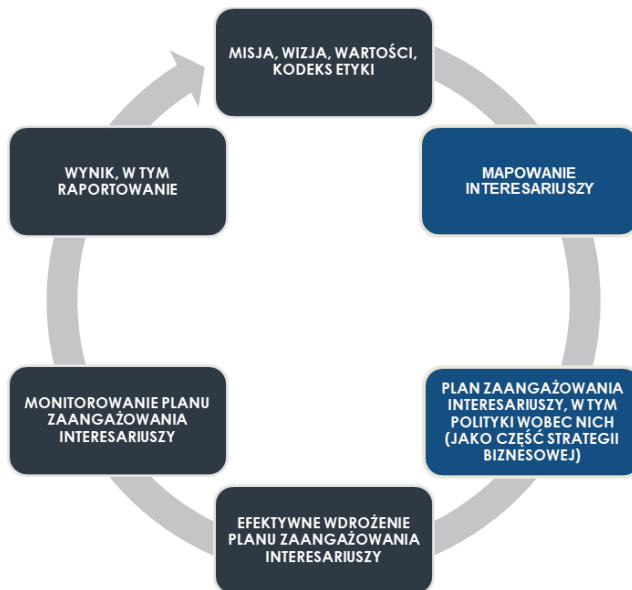 MISJA, WIZJA, WARTOŚCI,
KODEKS ETYKI
MAPOWANIE
INTERESARIUSZY
PLAN ZAANGAŻOWANIA
INTERESARIUSZY, W TYM
POLITYKI WOBEC NICH
(JAKO CZĘŚĆ STRATEGII
BIZNESOWEJ)
EFEKTYWNE WDROŻENIE
PLANU ZAANGAŻOWANIA
INTERESARIUSZY
MONITOROWANIE PLANU
ZAANGAŻOWANIA
INTERESARIUSZY
WYNIK, W TYM
RAPORTOWANIE